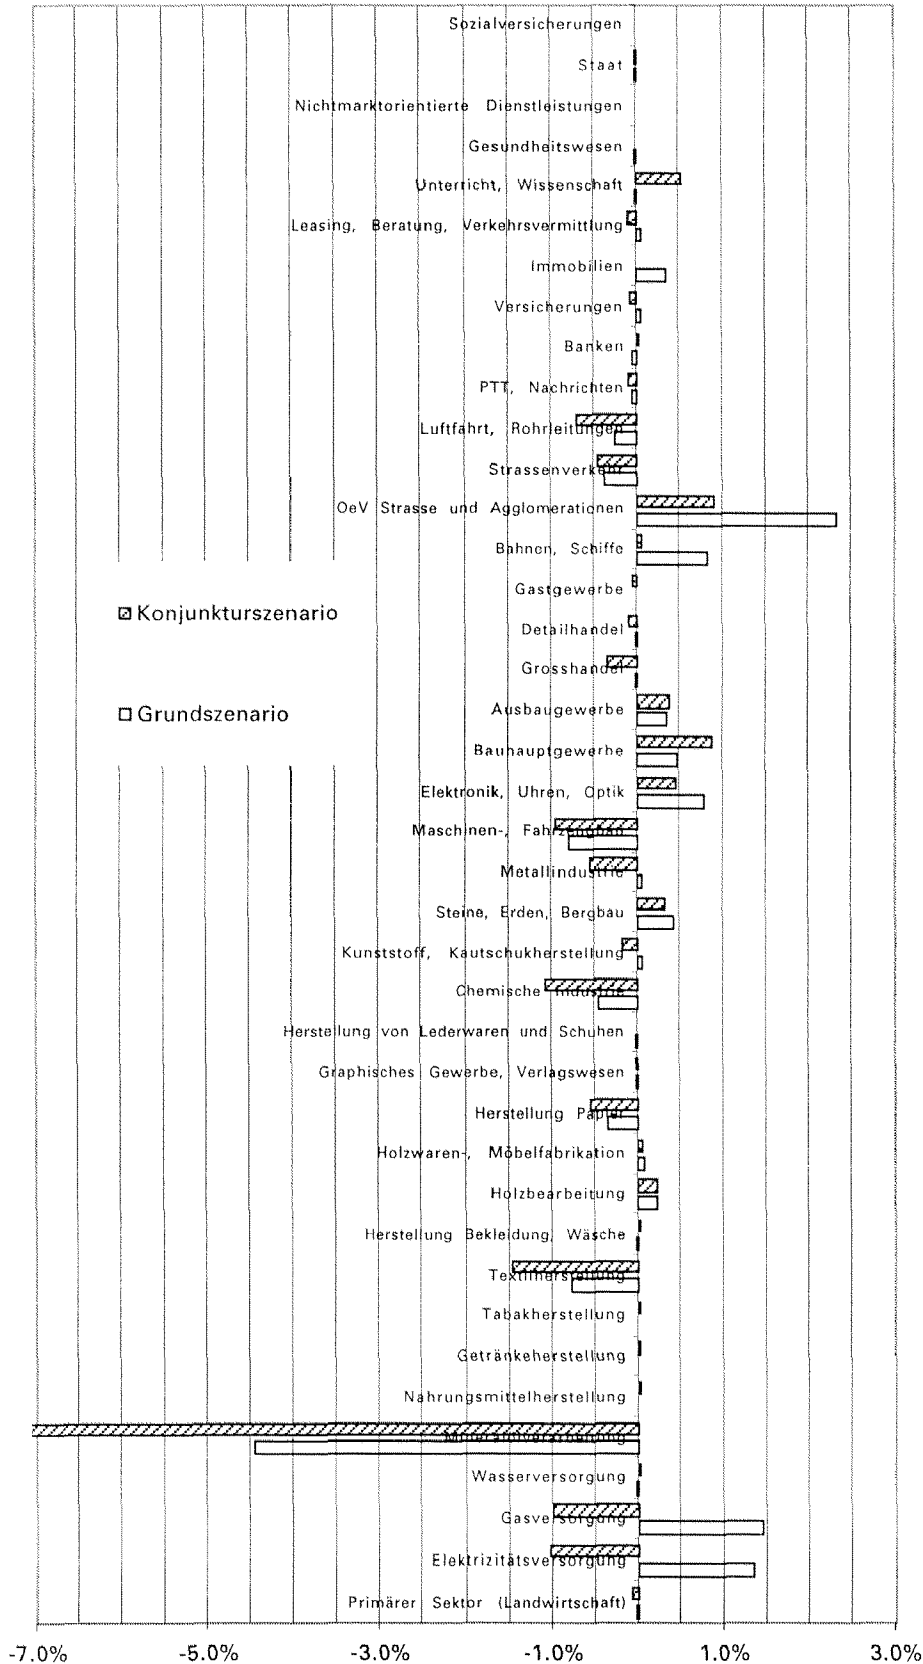 Sozialversicherungen
Staat
Nichtmarktorientierte Dienstleistungen
Gesundheitswesen
Unterricht, Wissenschaft
Leasing, Beratung, Verkehrsvermittlung
Immobilien
Versicherungen
Banken
PTT, Nachrichten
Luftfahrt, Rohrleitungen
Strassenverkehr
OeV Strasse und Agglomerationen
Bahnen, Schiffe
Gastgewerbe
Konjunkturszenario
Detailhandel
Grosshandel
Ausbaugewerbe
Grundszenario
Bauhauptgewerbe
Elektronik, Uhren, Optik
Maschinen-, Fahrzeugbau
Metallindustrie
Steine, Erden, Bergbau
Kunststoff, Kautschukherstellung
Chemische Industrie
Herstellung von Lederwaren und Schuhen
Graphisches Gewerbe, Verlagswesen
Herstellung Papier
Holzwaren-, Möbelfabrikation
Holzbearbeitung
Herstellung Bekleidung, Wäsche
Textilherstellung
Tabakherstellung
Getränkeherstellung
Nahrungsmittelherstellung
Mineralölverarbeitung
Wasserversorgung
Gasversorgung
Elektrizitätsversorgung
Primärer Sektor (Landwirtschaft)
-7.0% -5.0% -3.0% -1.0% 1.0% 3.0%